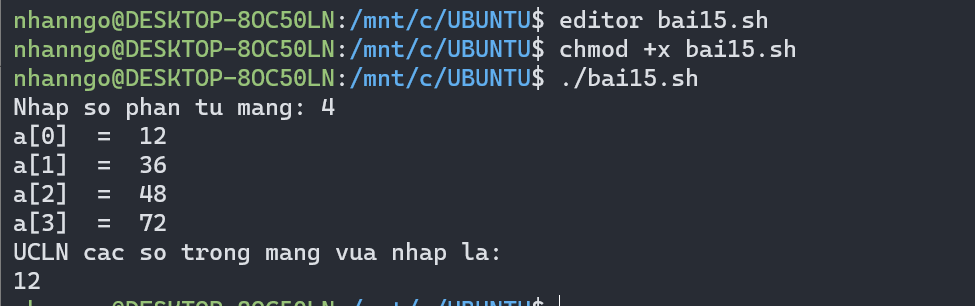 nhanngo@DESKTOP-8OC50LN:/mnt/c/UBUNTU$ editor bai15.sh
nhanngo@DESKTOP-8OC50LN:/mnt/c/UBUNTU$ chmod +x bai15.sh
nhanngo@DESKTOP-8OC50LN:/mnt/c/UBUNTU$ ./bai15.sh
Nhap so phan tu mang: 4
a[0]  =  12
a[1]  =  36
a[2]  =  48
a[3]  =  72
UCLN cac so trong mang vua nhap la:
12
nhanngo@DESKTOP-8OC50LN:/mnt/c/UBUNTU$